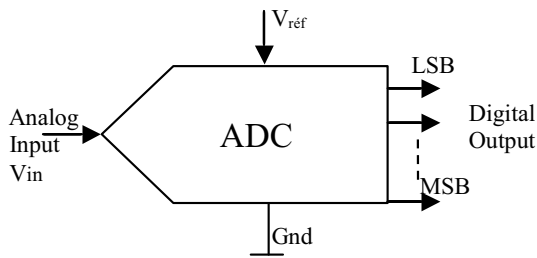 Vréf
LSB
Analog
Input
Vin
ADC
Digital
Output
MSB
Gnd